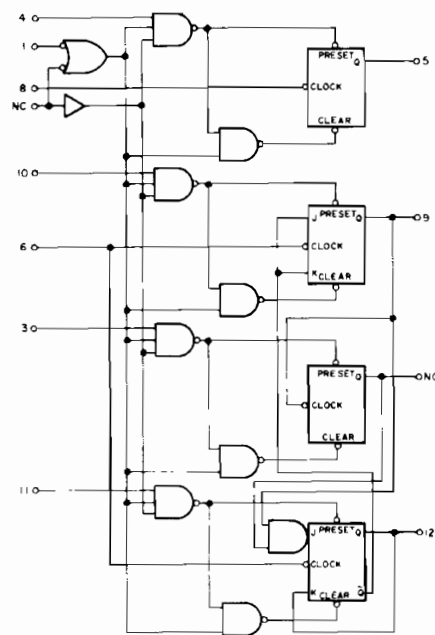 4
1
8
NC
PRESET Q
CLOCK
CLEAR
5
10
6
J PRESET Q
CLOCK
K CLEAR
9
3
PRESET Q
CLOCK
CLEAR
NC
11
J PRESET Q
CLOCK
K Q̅
CLEAR
12